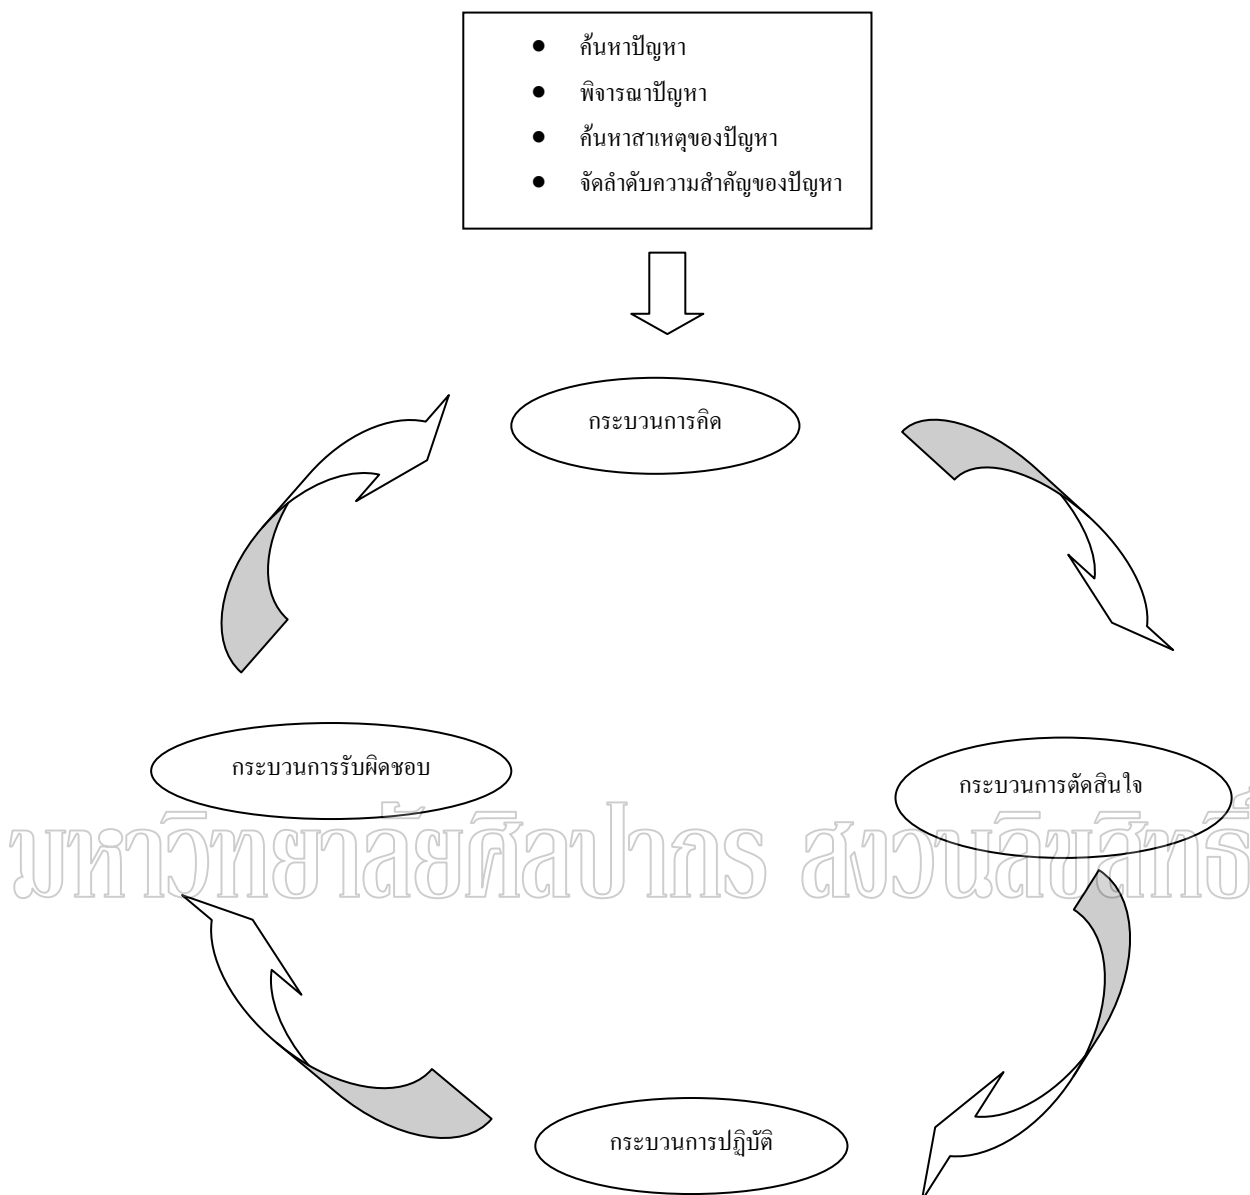 ● ค้นหาปัญหา
● พิจารณาปัญหา
● ค้นหาสาเหตุของปัญหา
● จัดลำดับความสำคัญของปัญหา
กระบวนการคิด
กระบวนการรับผิดชอบ
กระบวนการตัดสินใจ
มหาวิทยาลัยศิลปากร สงวนลิขสิทธิ์
กระบวนการปฏิบัติ